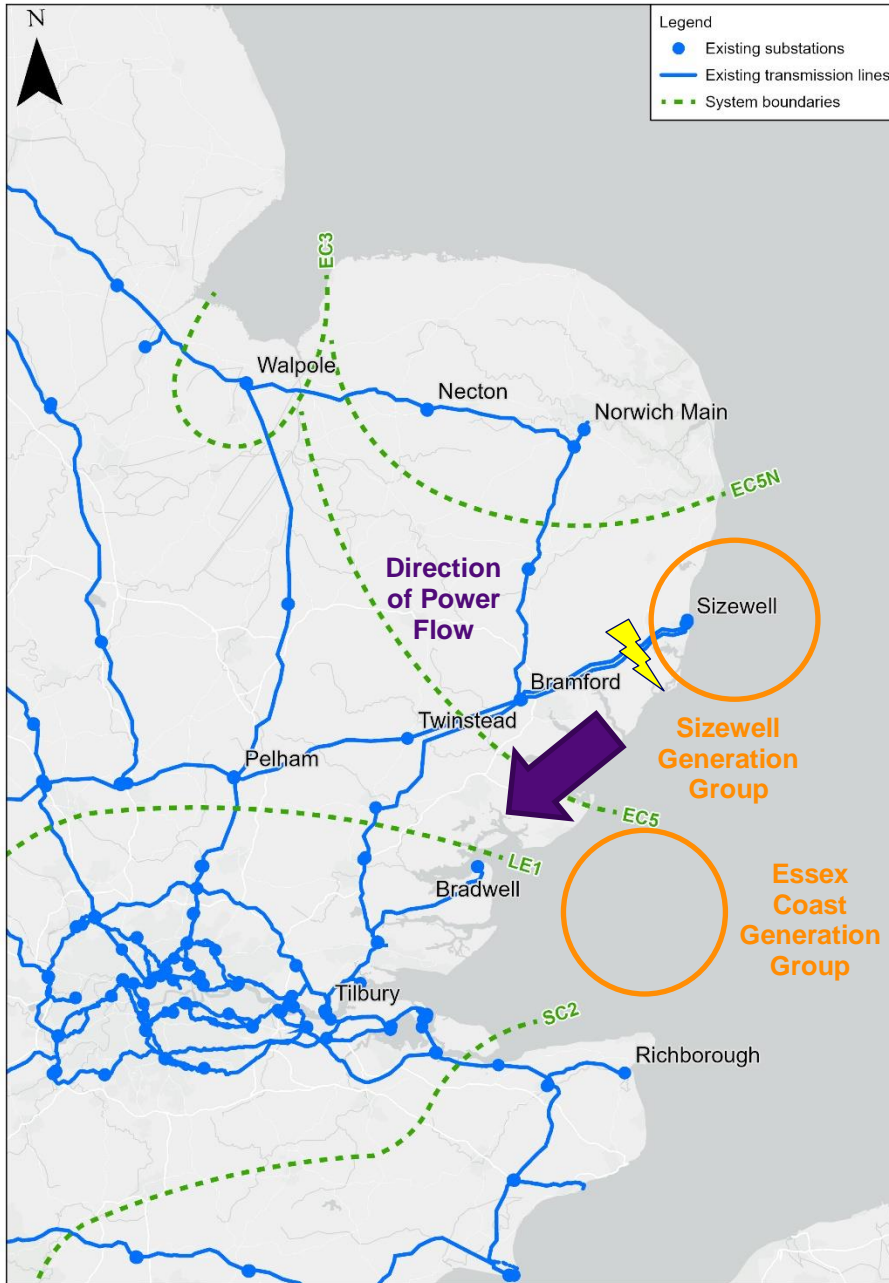 N
Legend
Existing substations
Existing transmission lines
System boundaries
EC3
Walpole
Necton
Norwich Main
EC5N
Direction
of Power
Flow
Sizewell
Bramford
Twinstead
Sizewell
Generation
Group
Pelham
EC5
LE1
Bradwell
Essex
Coast
Generation
Group
Tilbury
SC2
Richborough